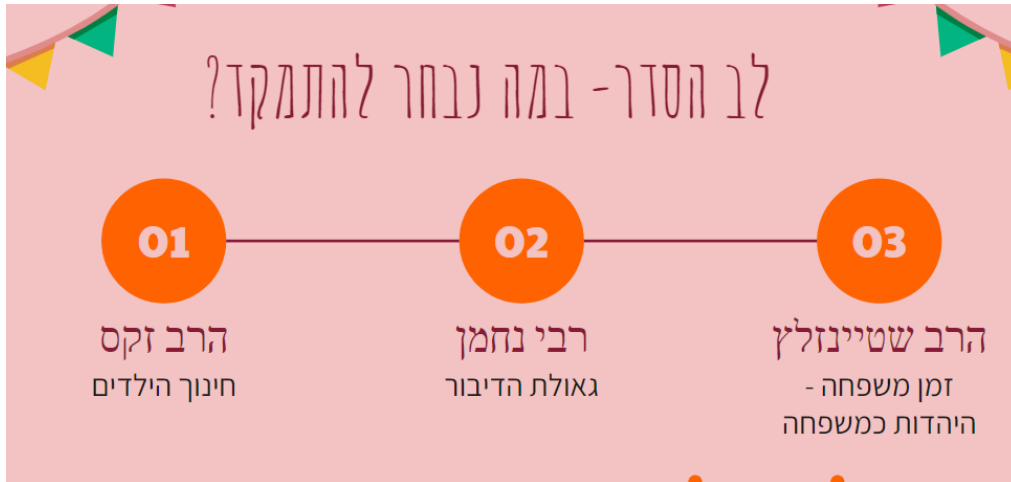 לב הסדר- במה נבחר להתמקד?
01
הרב זקס
חינוך הילדים
02
רבי נחמן
גאולת הדיבור
03
הרב שטיינזלץ
זמן משפחה -
היהדות כמשפחה